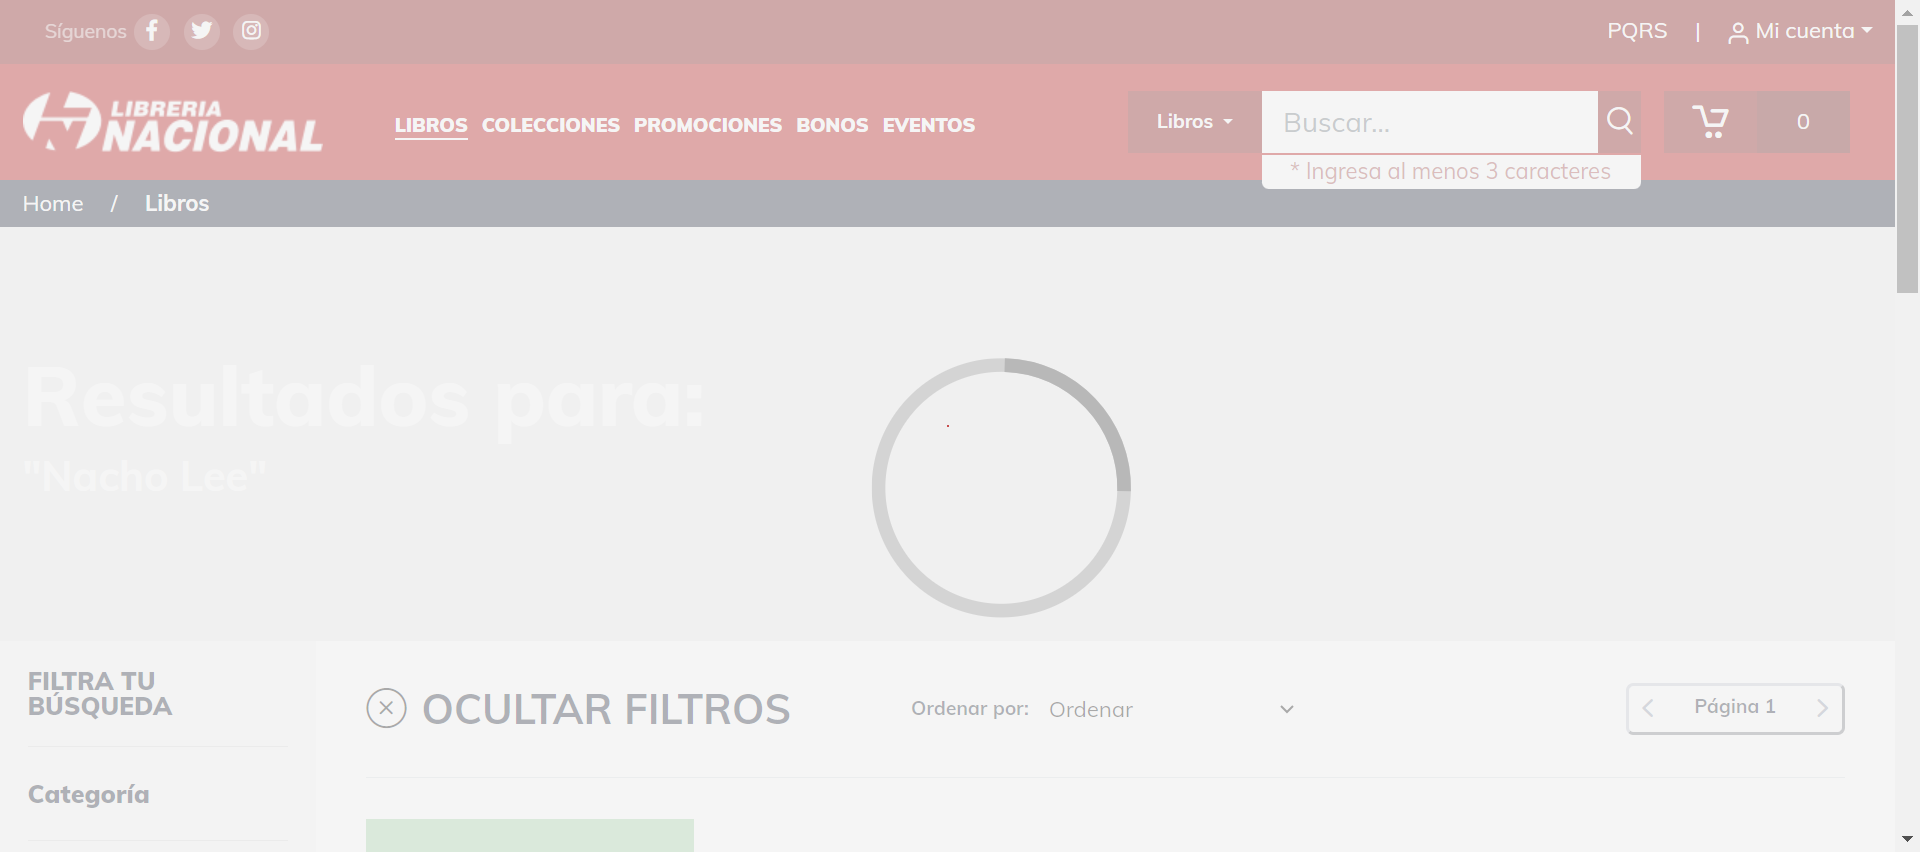 Síguenos
PQRS | Mi cuenta
LIBRERIA
NACIONAL
LIBROS COLECCIONES PROMOCIONES BONOS EVENTOS
Libros
Buscar...
0
* Ingresa al menos 3 caracteres
Home / Libros
Resultados para:
"Nacho Lee"
FILTRA TU
BÚSQUEDA
OCULTAR FILTROS
Ordenar por: Ordenar
Página 1
Categoría